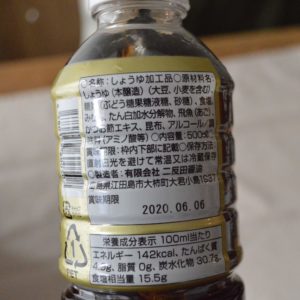 ○名称：しょうゆ加工品○原材料名：
しょうゆ（本醸造）（大豆、小麦を含む）、
糖類（ぶどう糖果糖液糖、砂糖）、食塩、
みりん、たん白加水分解物、飛魚（あご）、
かつお節エキス、昆布、アルコール、調
味料（アミノ酸等）○内容量：500ml○
賞味期限：枠内下部に記載○保存方法：
直射日光を避けて常温又は冷蔵保存
○製造者：有限会社 二反田醤油
広島県江田島市大柿町大君
賞味期限
2020.06.06
栄養成分表示 100ml当たり
エネルギー 142kcal、たんぱく質
4.3g、脂質 0g、炭水化物 30.7g、
食塩相当量 15.5g
PET